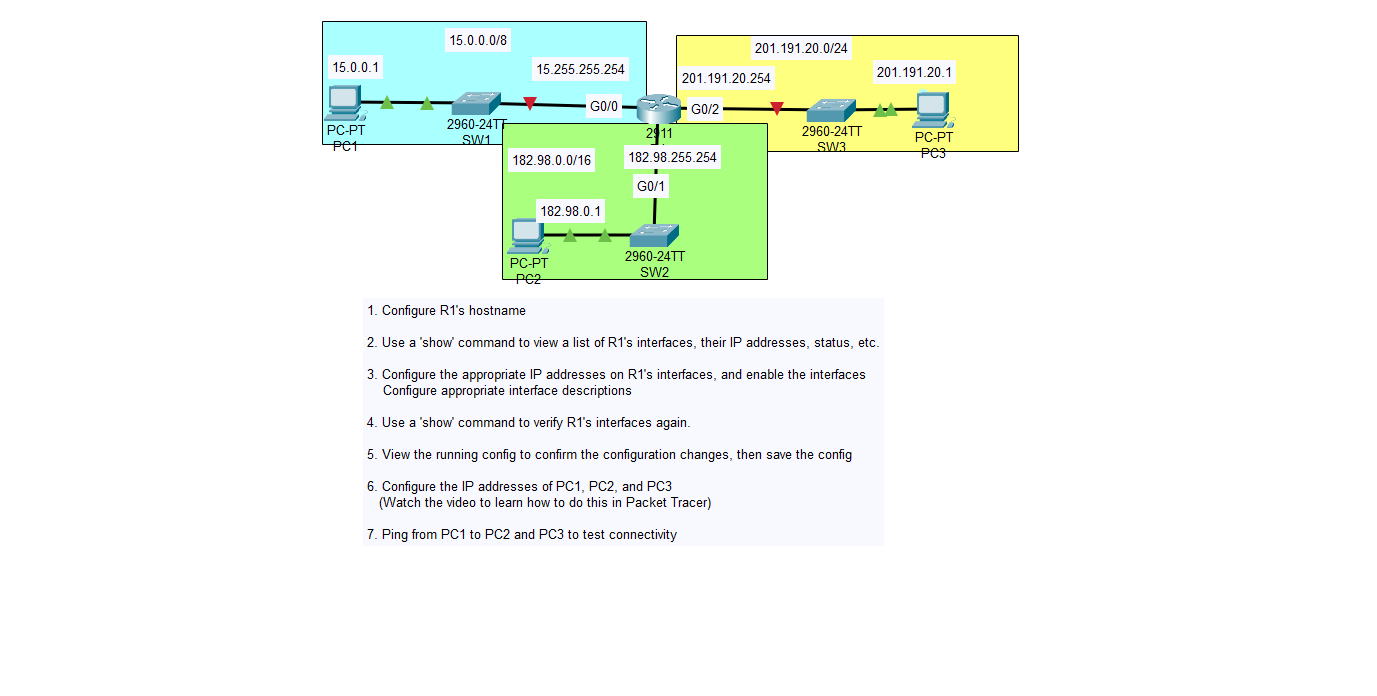 15.0.0.0/8
15.0.0.1
15.255.255.254
G0/0
PC-PT
PC1
2960-24TT
SW1
2911
201.191.20.0/24
201.191.20.254
201.191.20.1
G0/2
2960-24TT
SW3
PC-PT
PC3
182.98.0.0/16
182.98.255.254
G0/1
182.98.0.1
PC-PT
PC2
2960-24TT
SW2
1. Configure R1's hostname
2. Use a 'show' command to view a list of R1's interfaces, their IP addresses, status, etc.
3. Configure the appropriate IP addresses on R1's interfaces, and enable the interfaces
Configure appropriate interface descriptions
4. Use a 'show' command to verify R1's interfaces again.
5. View the running config to confirm the configuration changes, then save the config
6. Configure the IP addresses of PC1, PC2, and PC3
(Watch the video to learn how to do this in Packet Tracer)
7. Ping from PC1 to PC2 and PC3 to test connectivity